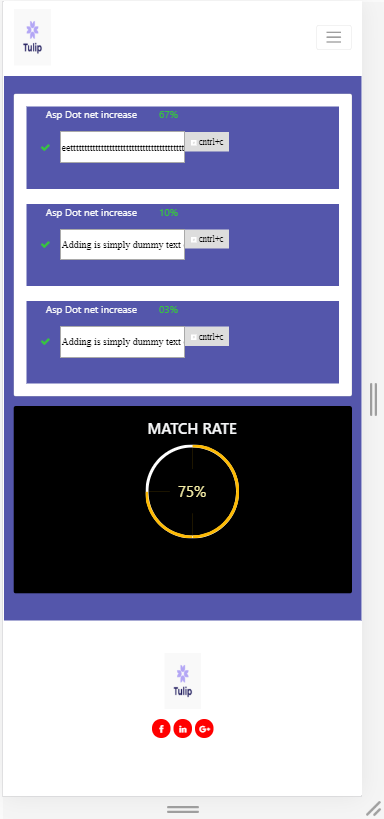 Tulip
Asp Dot net increase 67%
cntrl+c
Asp Dot net increase 10%
Adding is simply dummy text cntrl+c
Asp Dot net increase 03%
Adding is simply dummy text cntrl+c
MATCH RATE
75%
Tulip
f in G+